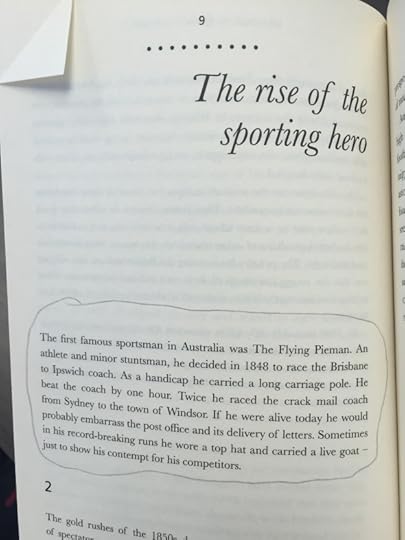 9
The rise of the
sporting hero
The first famous sportsman in Australia was The Flying Pieman. An
athlete and minor stuntsman, he decided in 1848 to race the Brisbane
to Ipswich coach. As a handicap he carried a long carriage pole. He
beat the coach by one hour. Twice he raced the crack mail coach
from Sydney to the town of Windsor. If he were alive today he would
probably embarrass the post office and its delivery of letters. Sometimes
in his record-breaking runs he wore a top hat and carried a live goat –
just to show his contempt for his competitors.
2
The gold rushes of the 1850s
of spectators